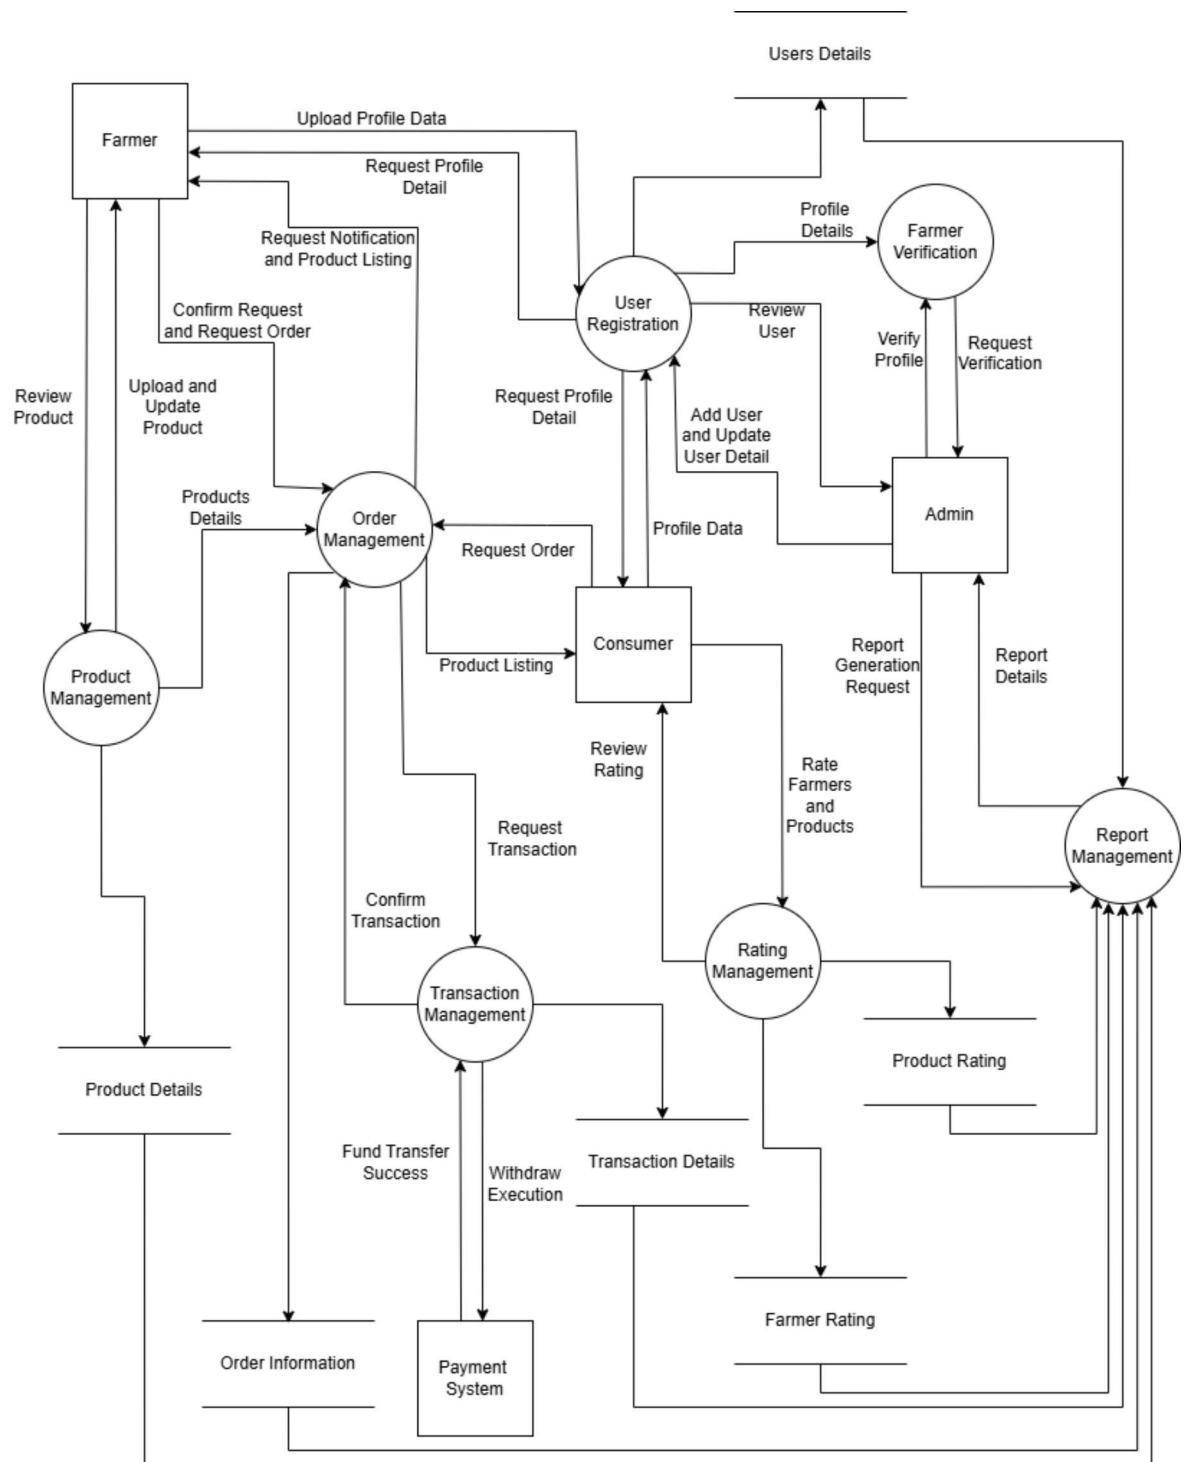 Users Details
Farmer
Upload Profile Data
Request Profile
Detail
Request Notification
and Product Listing
Profile
Details
Farmer
Verification
User
Registration
Confirm Request
and Request Order
Review
User
Verify
Profile
Request
Verification
Review
Product
Upload and
Update
Product
Request Profile
Detail
Add User
and Update
User Detail
Products
Details
Order
Management
Request Order
Profile Data
Admin
Product
Management
Product Listing
Consumer
Report
Generation
Request
Report
Details
Review
Rating
Rate
Farmers
and
Products
Request
Transaction
Report
Management
Confirm
Transaction
Rating
Management
Transaction
Management
Product Details
Product Rating
Fund Transfer
Success
Withdraw
Execution
Transaction Details
Farmer Rating
Order Information
Payment
System